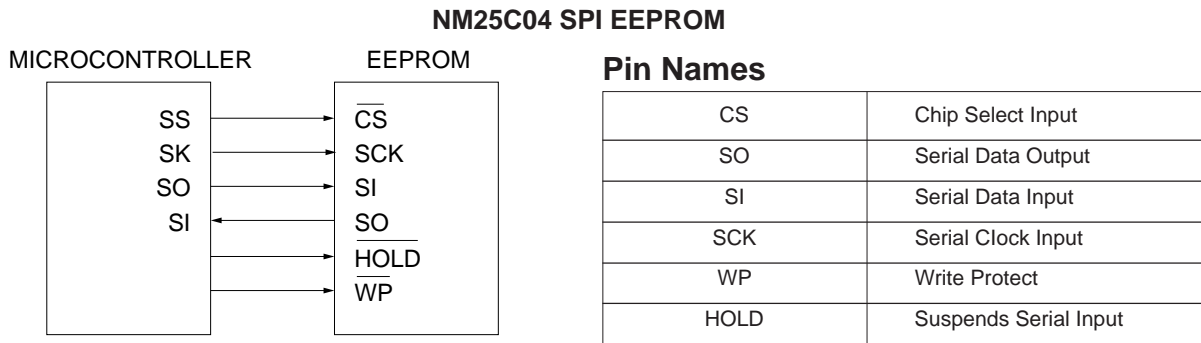 NM25C04 SPI EEPROM
MICROCONTROLLER
EEPROM
SS
SK
SO
SI
CS
SCK
SI
SO
HOLD
WP
Pin Names
CS Chip Select Input
SO Serial Data Output
SI Serial Data Input
SCK Serial Clock Input
WP Write Protect
HOLD Suspends Serial Input